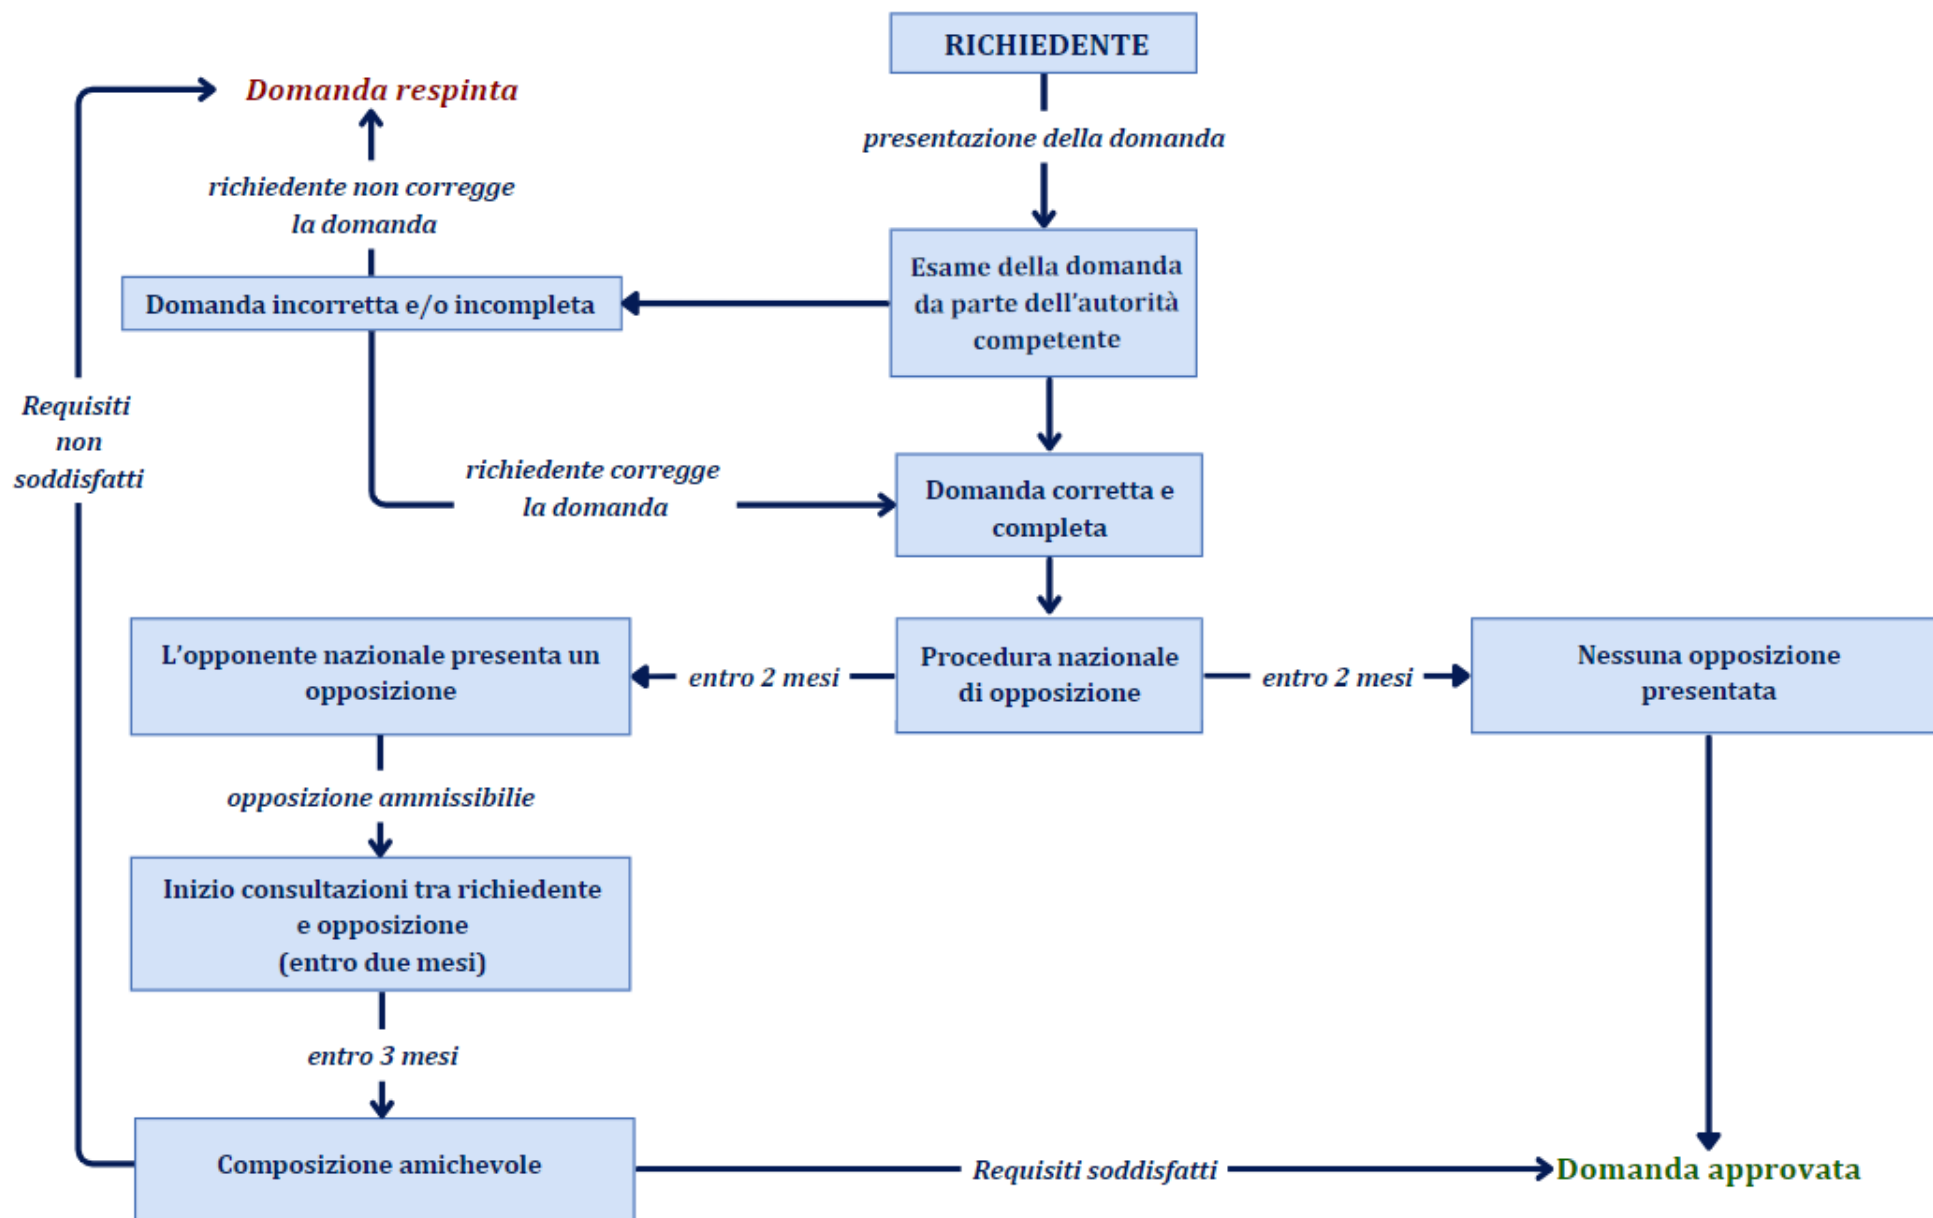 RICHIEDENTE
Domanda respinta
presentazione della domanda
richiedente non corregge
la domanda
Esame della domanda
da parte dell'autorità
competente
Domanda incorretta e/o incompleta
Requisiti
non
soddisfatti
richiedente corregge
la domanda
Domanda corretta e
completa
L'opponente nazionale presenta un
opposizione
entro 2 mesi
Procedura nazionale
di opposizione
entro 2 mesi
Nessuna opposizione
presentata
opposizione ammissibilie
Inizio consultazioni tra richiedente
e opposizione
(entro due mesi)
entro 3 mesi
Composizione amichevole
Requisiti soddisfatti
Domanda approvata